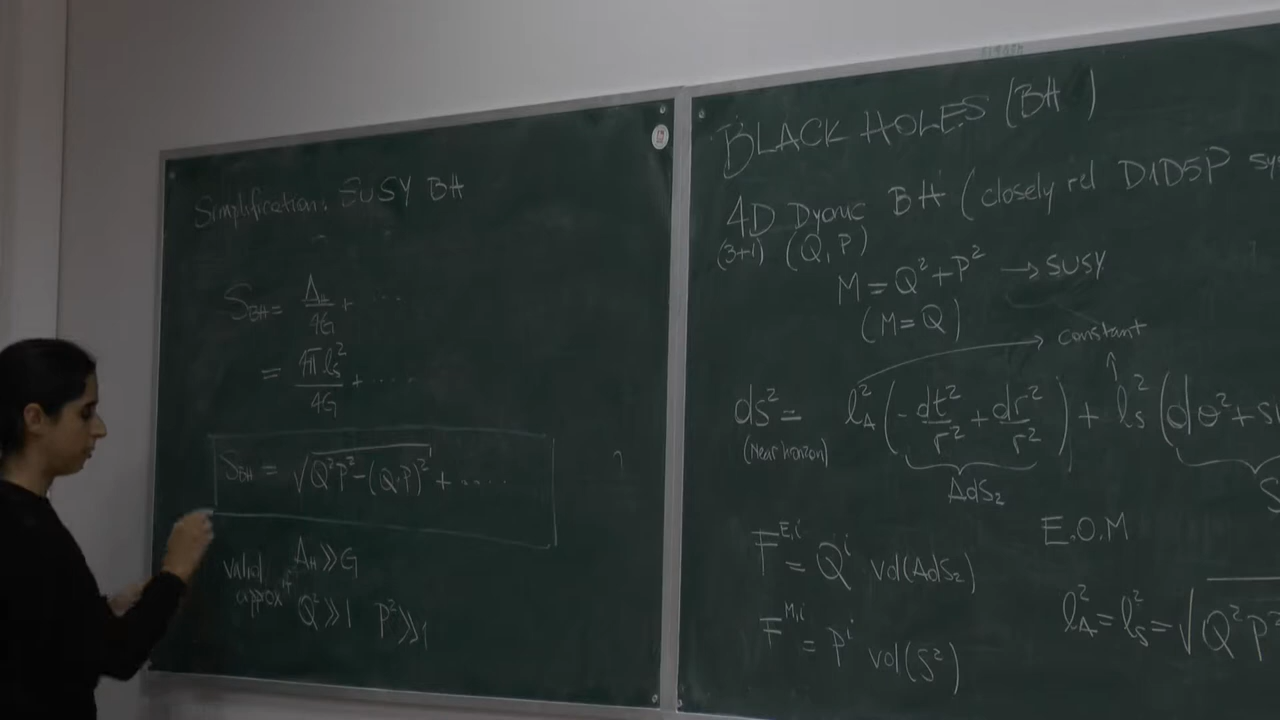 Simplification: SUSY BH
S_BH = A_H/4G + ....
= 4πl_S^2/4G + ....
S_BH = √(Q^2P^2-(Q.P)^2) + .....
valid approx if A_H >> G
Q^2 >> 1 P^2 >> 1
BLACK HOLES (BH)
4D Dyonic BH (closely rel D1D5P sy
(3+1) (Q,P)
M = Q^2 + P^2 → SUSY
(M = Q)
→ constant
ds^2 = l_A^2 (-dt^2/r^2 + dr^2/r^2) + l_S^2 (dθ^2 + si
(Near horizon)
AdS_2 S
F^{E,i} = Q^i vol(AdS_2)
E.O.M
F^{M,i} = P^i vol(S^2)
l_A^2 = l_S^2 = √Q^2P^2